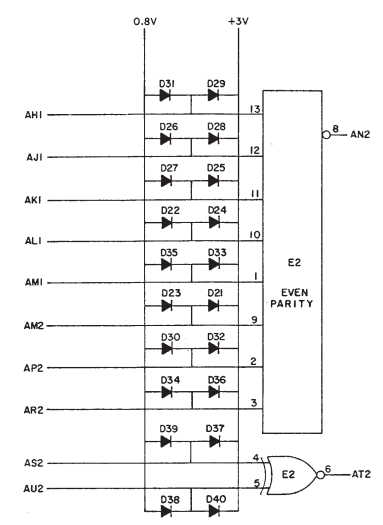 0.8V +3V
D31 D29
AH1 13
8 AN2
D26 D28
AJ1 12
D27 D25
AK1 11
D22 D24
AL1 10
D35 D33
AM1 1
E2
EVEN
PARITY
D23 D21
AM2 9
D30 D32
AP2 2
D34 D36
AR2 3
D39 D37
AS2 4
E2 6 AT2
AU2 5
D38 D40